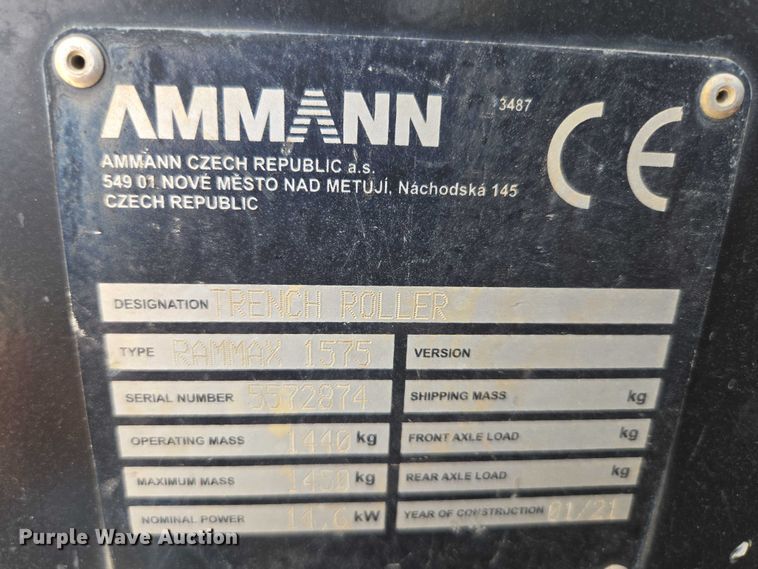 AMMANN
3487
CE
AMMANN CZECH REPUBLIC a.s.
549 01 NOVÉ MĚSTO NAD METUJÍ, Náchodská 145
CZECH REPUBLIC
DESIGNATION TRENCH ROLLER
TYPE RAMMAX 1575 VERSION
SERIAL NUMBER 5572874 SHIPPING MASS kg
OPERATING MASS 1440 kg FRONT AXLE LOAD kg
MAXIMUM MASS kg REAR AXLE LOAD kg
NOMINAL POWER kW YEAR OF CONSTRUCTION 01/21
Purple Wave Auction